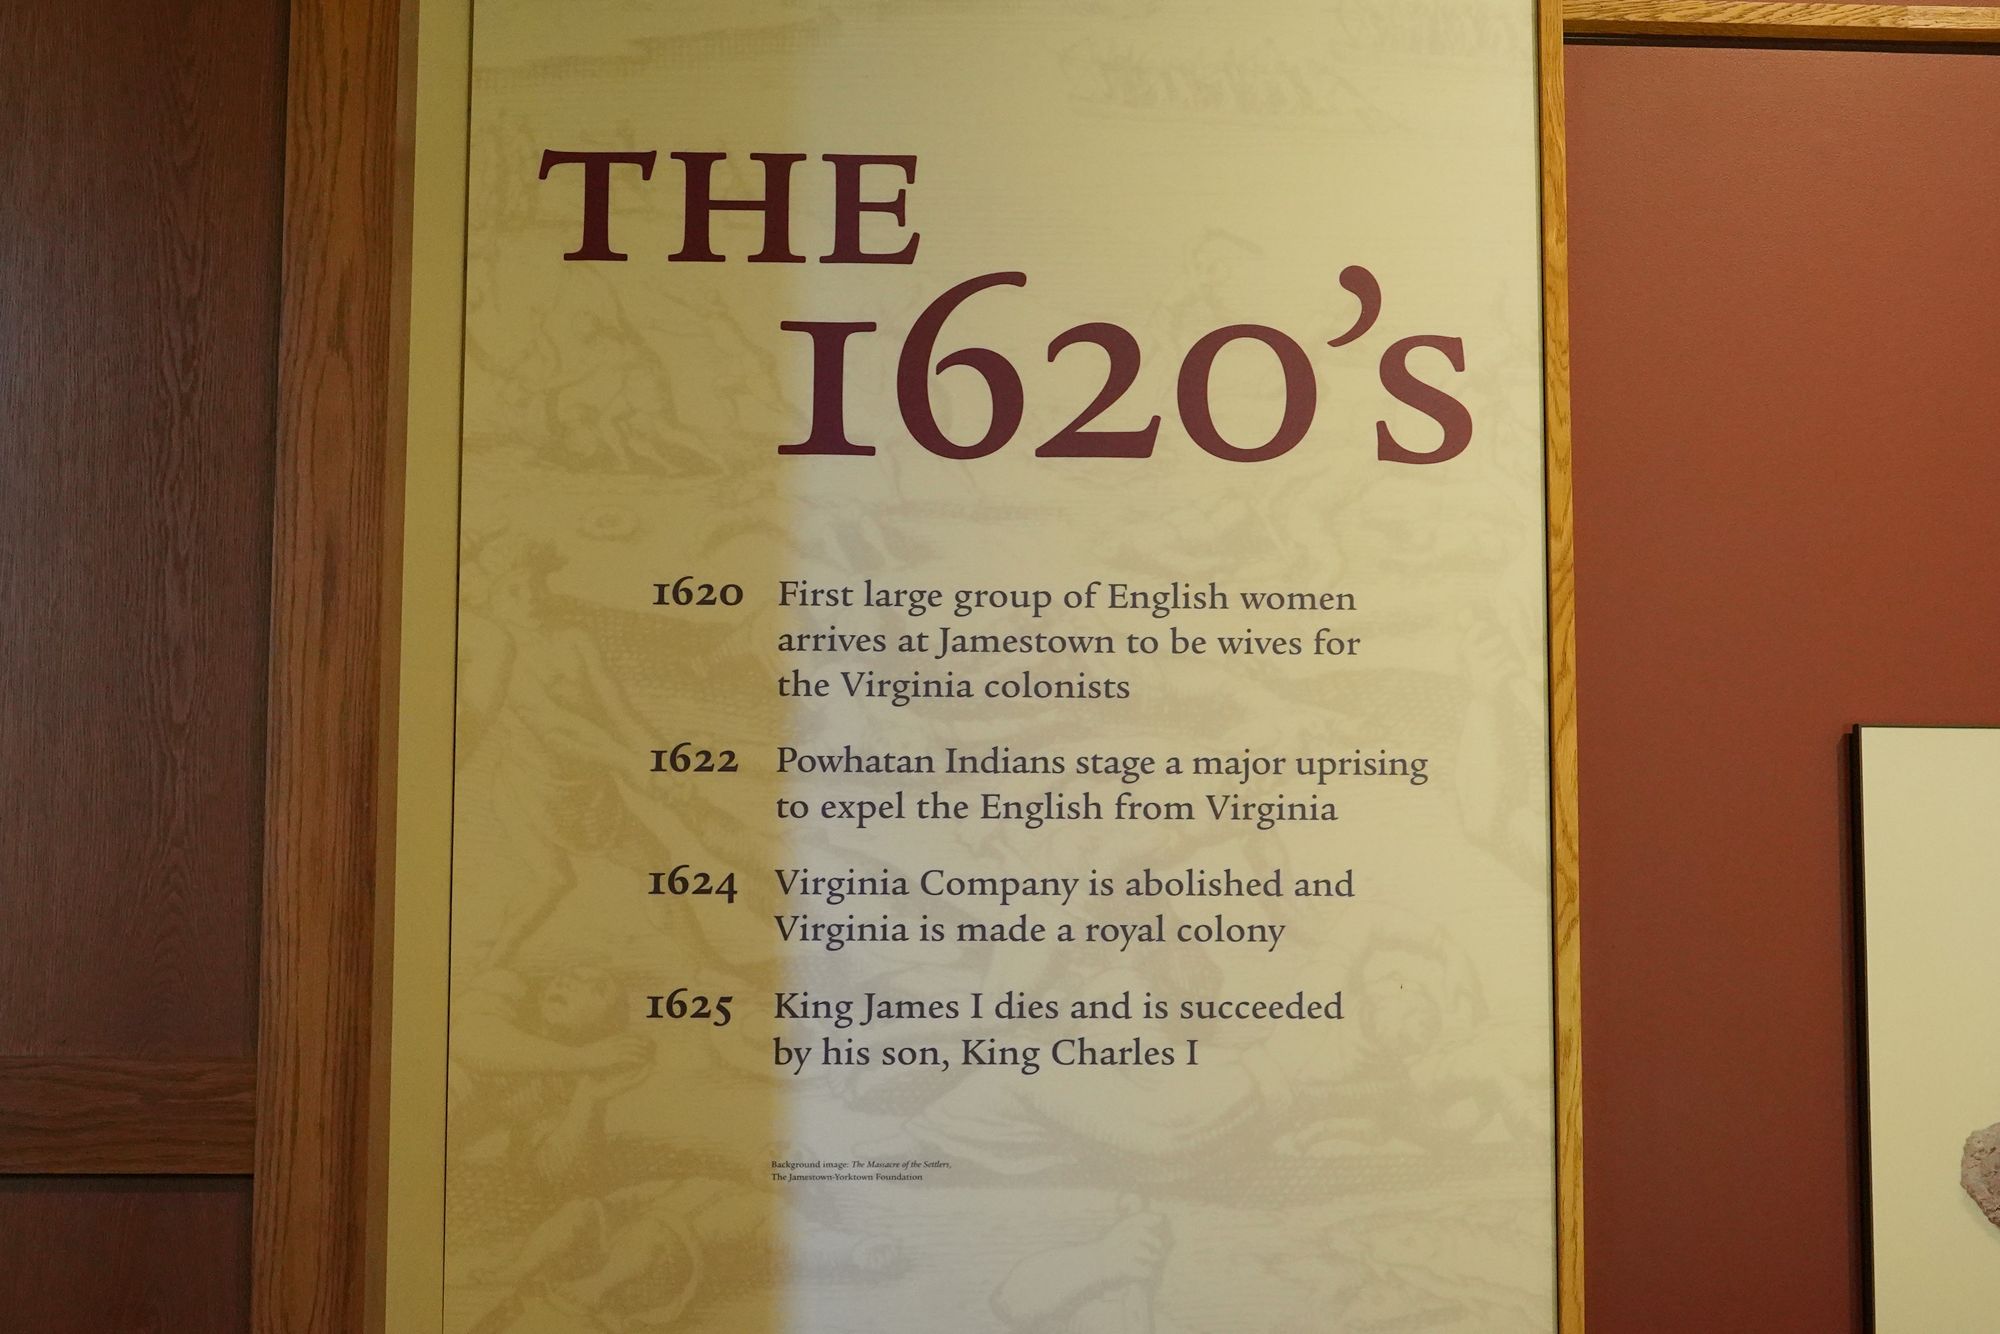 THE
1620's
1620 First large group of English women
arrives at Jamestown to be wives for
the Virginia colonists
1622 Powhatan Indians stage a major uprising
to expel the English from Virginia
1624 Virginia Company is abolished and
Virginia is made a royal colony
1625 King James I dies and is succeeded
by his son, King Charles I
Background image: The Massacre of the Settlers,
The Jamestown-Yorktown Foundation